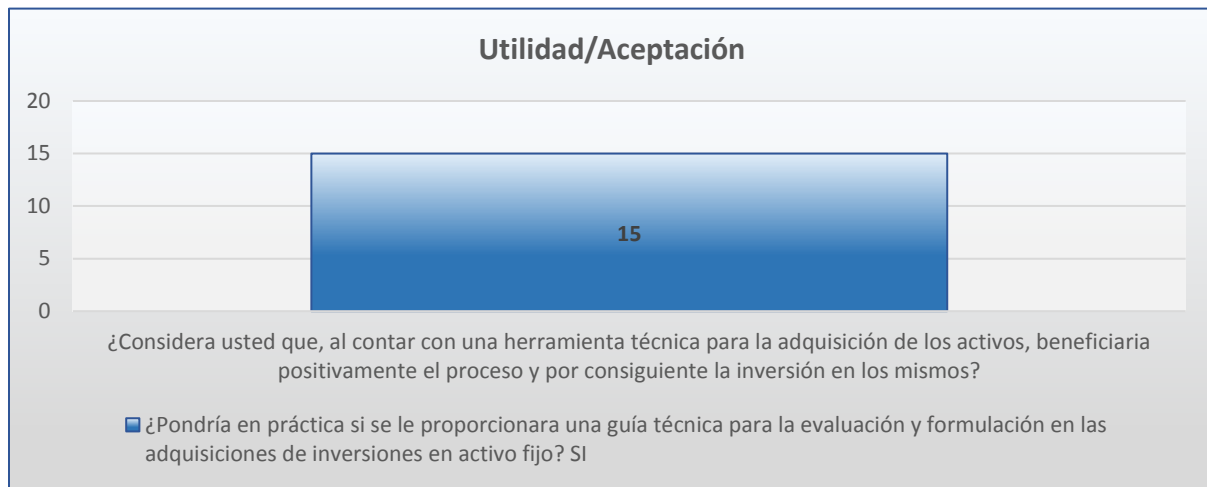 Utilidad/Aceptación
20
15
10
5
0
15
¿Considera usted que, al contar con una herramienta técnica para la adquisición de los activos, beneficiaria
positivamente el proceso y por consiguiente la inversión en los mismos?
¿Pondría en práctica si se le proporcionara una guía técnica para la evaluación y formulación en las
adquisiciones de inversiones en activo fijo? SI